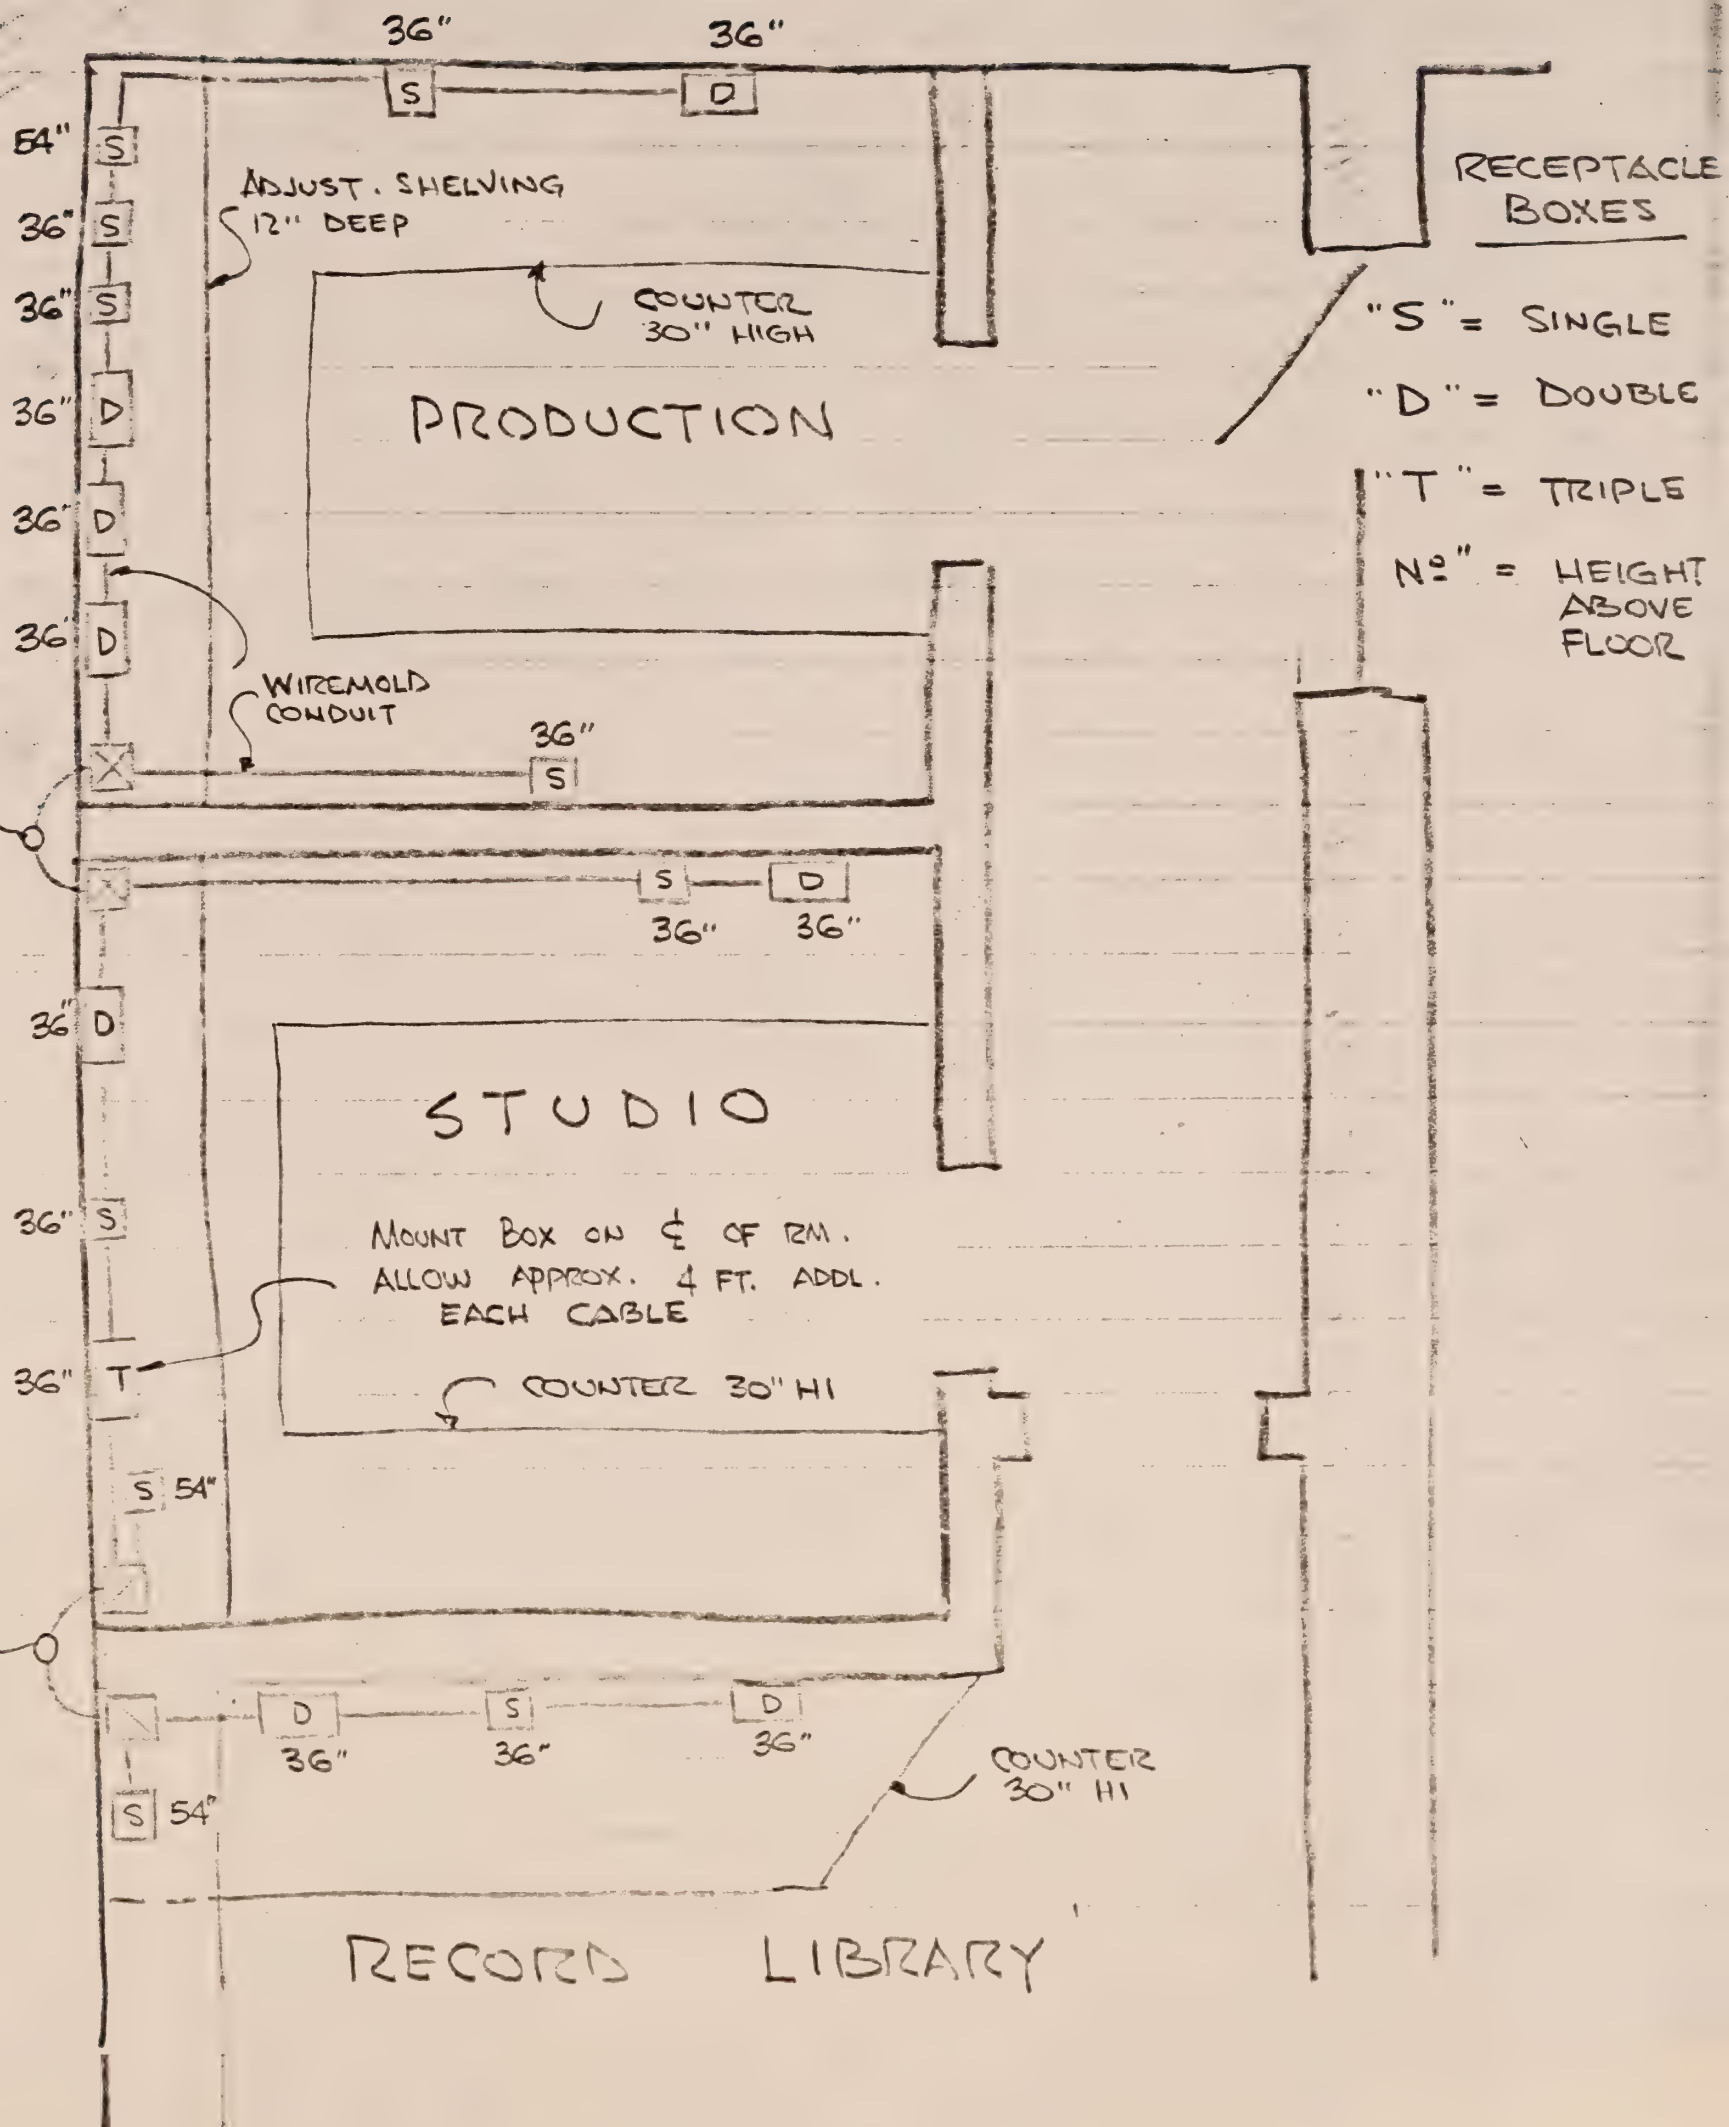 36" 36"
S D
54" S
36" S
36" S
36" D
36" D
36" D
ADJUST. SHELVING
12" DEEP
COUNTER
30" HIGH
PRODUCTION
WIREMOLD
CONDUIT
36"
S
RECEPTACLE
BOXES
"S" = SINGLE
"D" = DOUBLE
"T" = TRIPLE
Nº" = HEIGHT
ABOVE
FLOOR
S D
36" 36"
36" D
STUDIO
36" S
MOUNT BOX ON ℄ OF RM.
ALLOW APPROX. 4 FT. ADDL.
EACH CABLE
36" T
COUNTER 30" HI
S 54"
D S D
36" 36" 36"
S 54"
COUNTER
30" HI
RECORD LIBRARY